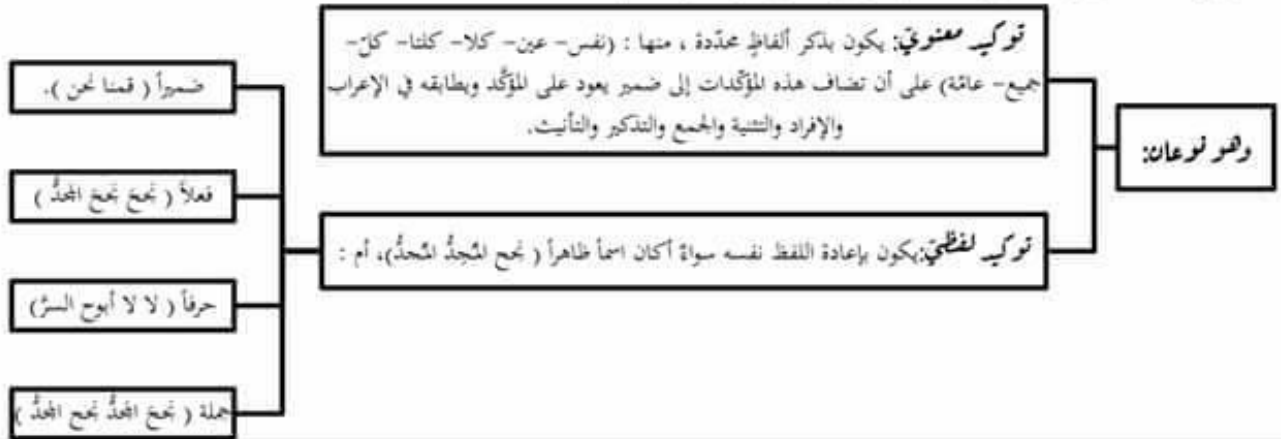 وهو نوعان:
توكيد معنويّ: يكون بذكر ألفاظٍ محدّدة ، منها : (نفس- عين- كلا- كلتا- كلّ-
جميع- عامّة) على أن تضاف هذه المؤكّدات إلى ضمير يعود على المؤكَّد ويطابقه في الإعراب
والإفراد والتثنية والجمع والتذكير والتأنيث.
توكيد لفظيّ: يكون بإعادة اللفظ نفسه سواءً أكان اسماً ظاهراً ( نجح المُجِدُّ المُجدُّ)، أم :
ضميراً ( قمنا نحن ).
فعلاً ( نجحَ نجحَ المجدُّ )
حرفاً ( لا لا أبوح السرَّ)
جملة ( نجحَ المجدُّ نجح المجدُّ )